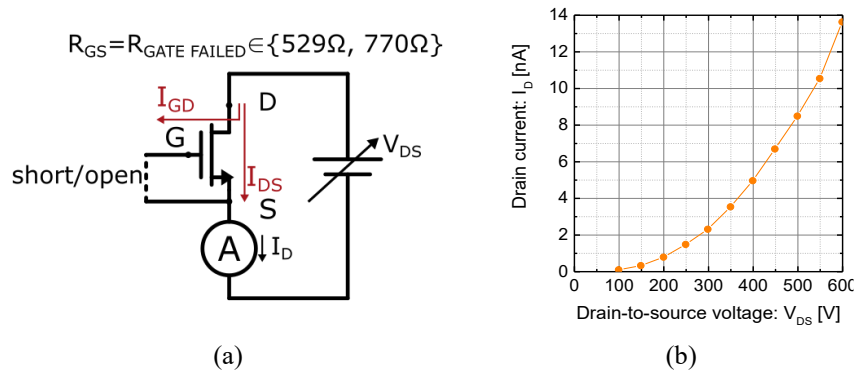 R_GS=R_GATE FAILED∈{529Ω, 770Ω}
I_GD
D
G
V_DS
short/open
I_DS
S
A
I_D
(a)
Drain current: I_D [nA]
14
12
10
8
6
4
2
0
0 100 200 300 400 500 600
Drain-to-source voltage: V_DS [V]
(b)